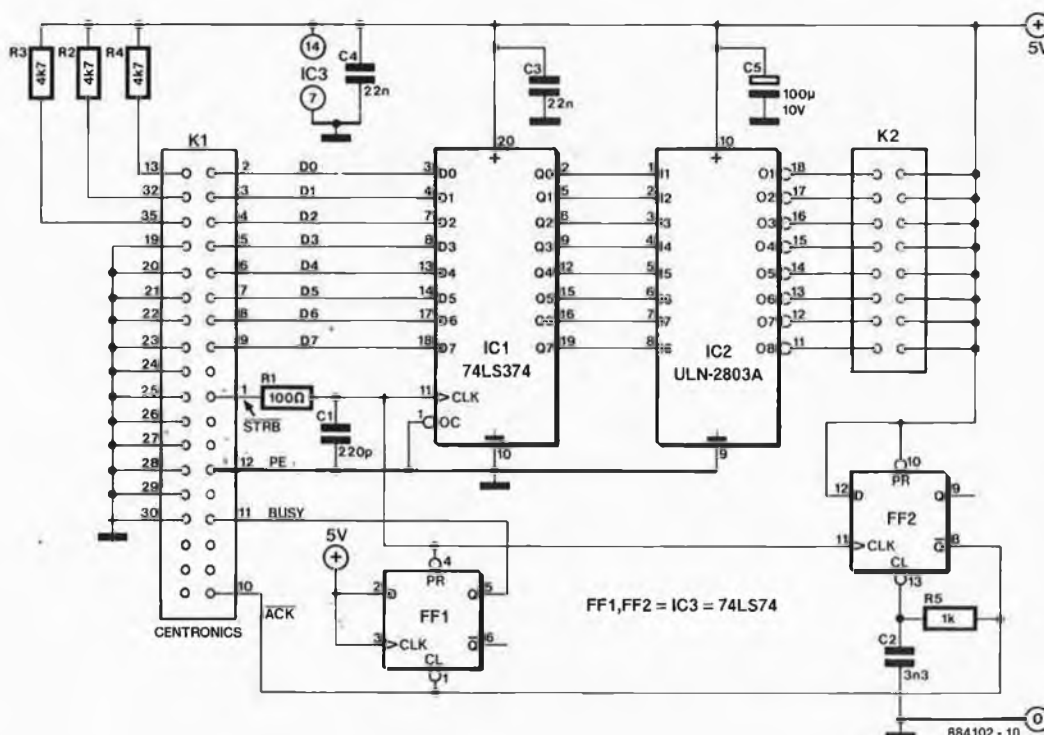 R3
4k7
R2
4k7
R4
4k7
14
IC3
7
C4
22n
C3
22n
C5
100µ
10V
+
5V
K1
K2
20
+
10
+
13
32
35
19
20
21
22
23
24
25
26
27
28
29
30
2 D0 3 D0 Q0 2 1 I1 O1 18
3 D1 4 D1 Q1 5 2 I2 O2 17
4 D2 7 D2 Q2 6 3 I3 O3 16
5 D3 8 D3 Q3 9 4 I4 O4 15
6 D4 13 D4 Q4 12 5 I5 O5 14
7 D5 14 D5 Q5 15 6 O6 13
8 D6 17 D6 16 7 O7 12
9 D7 18 D7 Q7 19 8 O8 11
IC1
74LS374
IC2
ULN-2803A
1
R1
100Ω
11 CLK
1 OC
STRB
C1
220p
10
9
12 PE
11 BUSY
10
ACK
CENTRONICS
5V
+
4
PR
2 D Q 5
FF1
3 CLK Q 6
CL
1
FF1,FF2 = IC3 = 74LS74
10
PR
12 D Q 9
FF2
11 CLK Q 8
CL
13
R5
1k
C2
3n3
0
884102 - 10